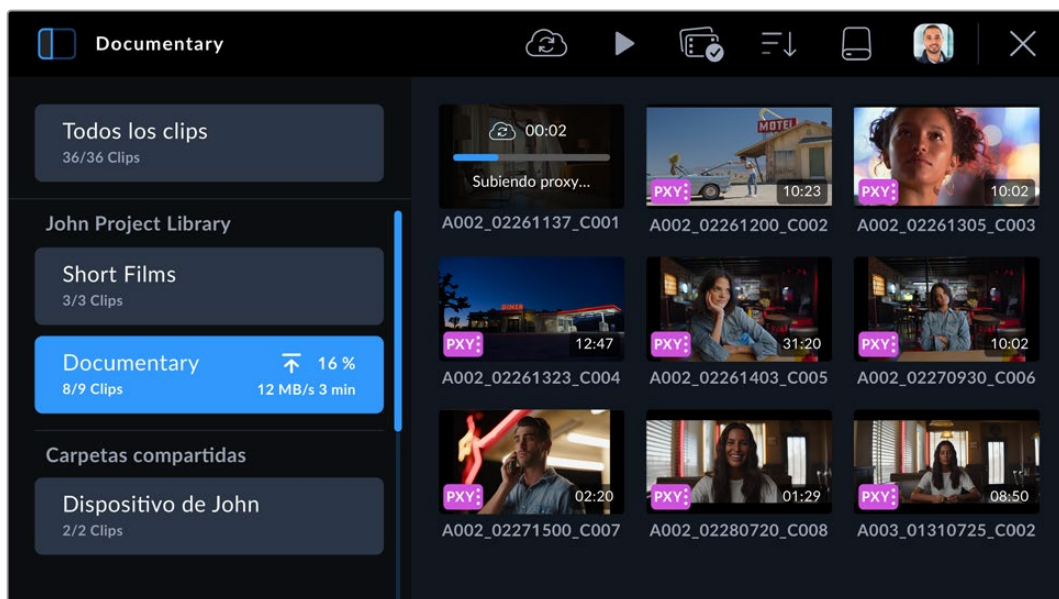 Documentary
Todos los clips
36/36 Clips
John Project Library
Short Films
3/3 Clips
Documentary 16 %
8/9 Clips 12 MB/s 3 min
Carpetas compartidas
Dispositivo de John
2/2 Clips
00:02
Subiendo proxy...
A002_02261137_C001
MOTEL
PXY 10:23
A002_02261200_C002
PXY 10:02
A002_02261305_C003
DINER
PXY 12:47
A002_02261323_C004
PXY 31:20
A002_02261403_C005
PXY 10:02
A002_02270930_C006
PXY 02:20
A002_02271500_C007
PXY 01:29
A002_02280720_C008
PXY 08:50
A003_01310725_C002